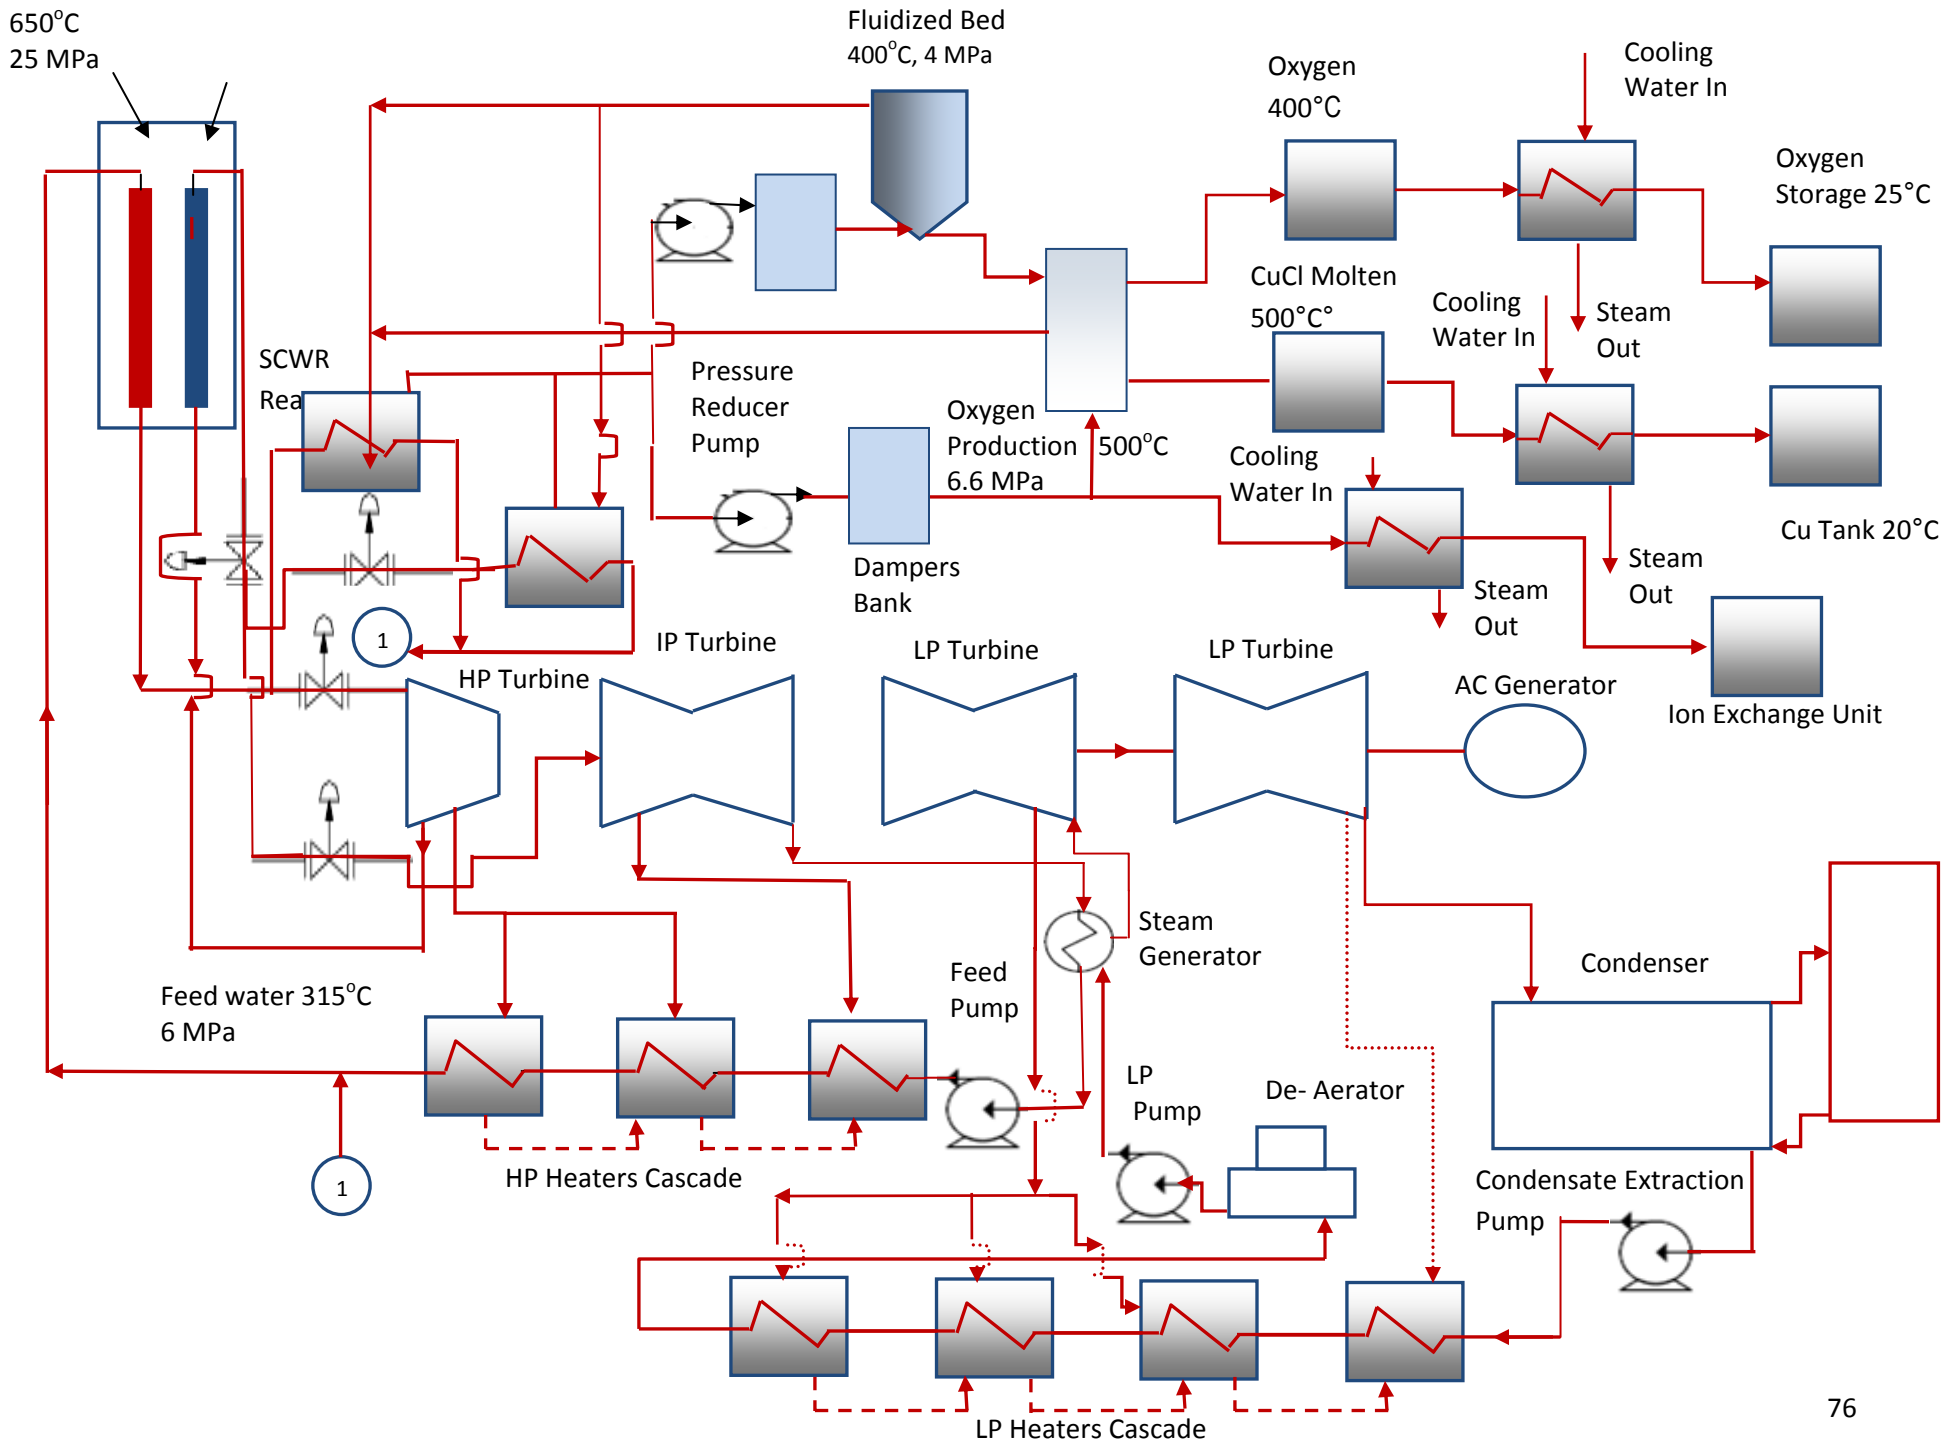 650°C
25 MPa
Fluidized Bed
400°C, 4 MPa
Oxygen
400°C
Cooling
Water In
Oxygen
Storage 25°C
CuCl Molten
500°C°
Cooling
Water In
Steam
Out
SCWR
Rea
Pressure
Reducer
Pump
Oxygen
Production
6.6 MPa
500°C
Cooling
Water In
Cu Tank 20°C
Steam
Out
Dampers
Bank
Steam
Out
Ion Exchange Unit
1
IP Turbine
LP Turbine
LP Turbine
HP Turbine
AC Generator
Steam
Generator
Feed
Pump
Condenser
Feed water 315°C
6 MPa
LP
Pump
De- Aerator
HP Heaters Cascade
1
Condensate Extraction
Pump
LP Heaters Cascade
76